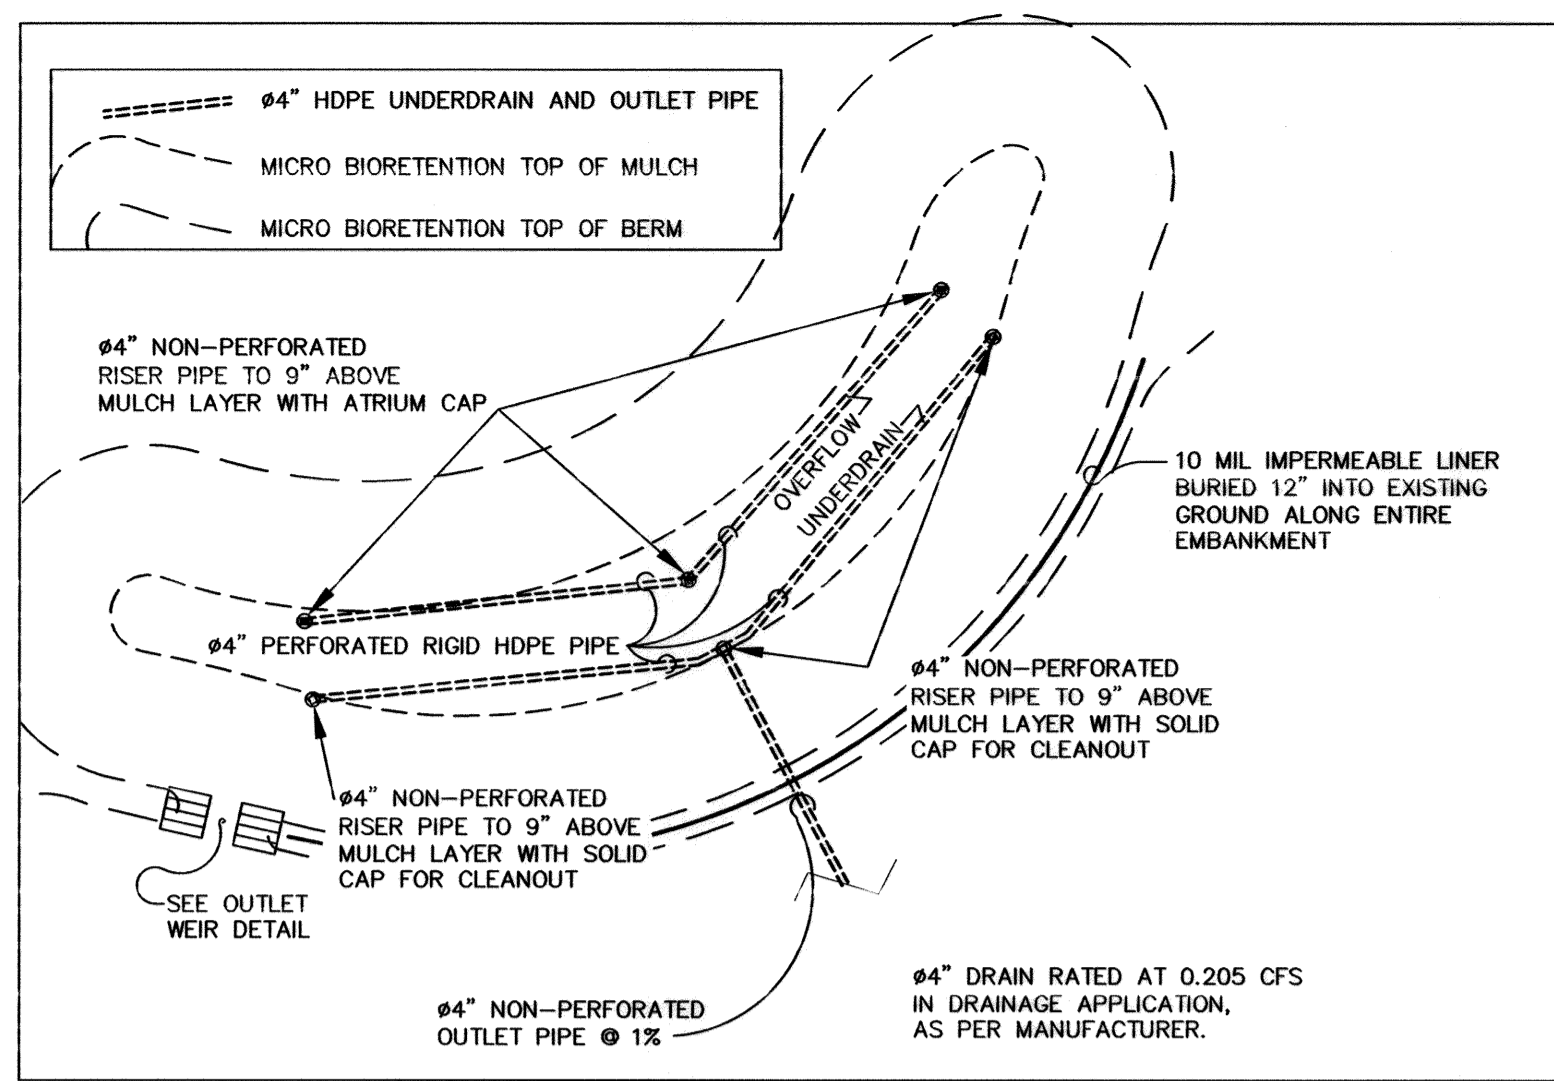 ø4" HDPE UNDERDRAIN AND OUTLET PIPE
MICRO BIORETENTION TOP OF MULCH
MICRO BIORETENTION TOP OF BERM
ø4" NON-PERFORATED
RISER PIPE TO 9" ABOVE
MULCH LAYER WITH ATRIUM CAP
OVERFLOW
UNDERDRAIN
10 MIL IMPERMEABLE LINER
BURIED 12" INTO EXISTING
GROUND ALONG ENTIRE
EMBANKMENT
ø4" PERFORATED RIGID HDPE PIPE
ø4" NON-PERFORATED
RISER PIPE TO 9" ABOVE
MULCH LAYER WITH SOLID
CAP FOR CLEANOUT
ø4" NON-PERFORATED
RISER PIPE TO 9" ABOVE
MULCH LAYER WITH SOLID
CAP FOR CLEANOUT
SEE OUTLET
WEIR DETAIL
ø4" NON-PERFORATED
OUTLET PIPE @ 1%
ø4" DRAIN RATED AT 0.205 CFS
IN DRAINAGE APPLICATION,
AS PER MANUFACTURER.